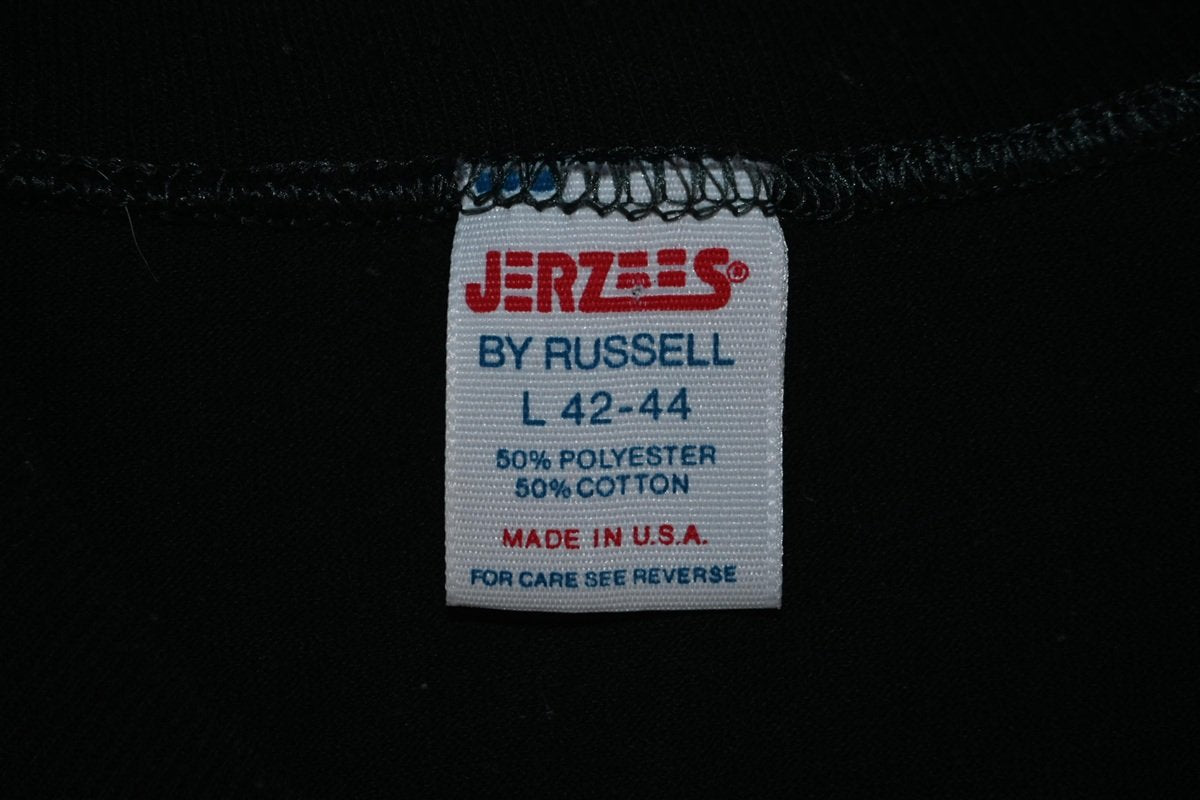 JERZEES®
BY RUSSELL
L 42-44
50% POLYESTER
50% COTTON
MADE IN U.S.A.
FOR CARE SEE REVERSE